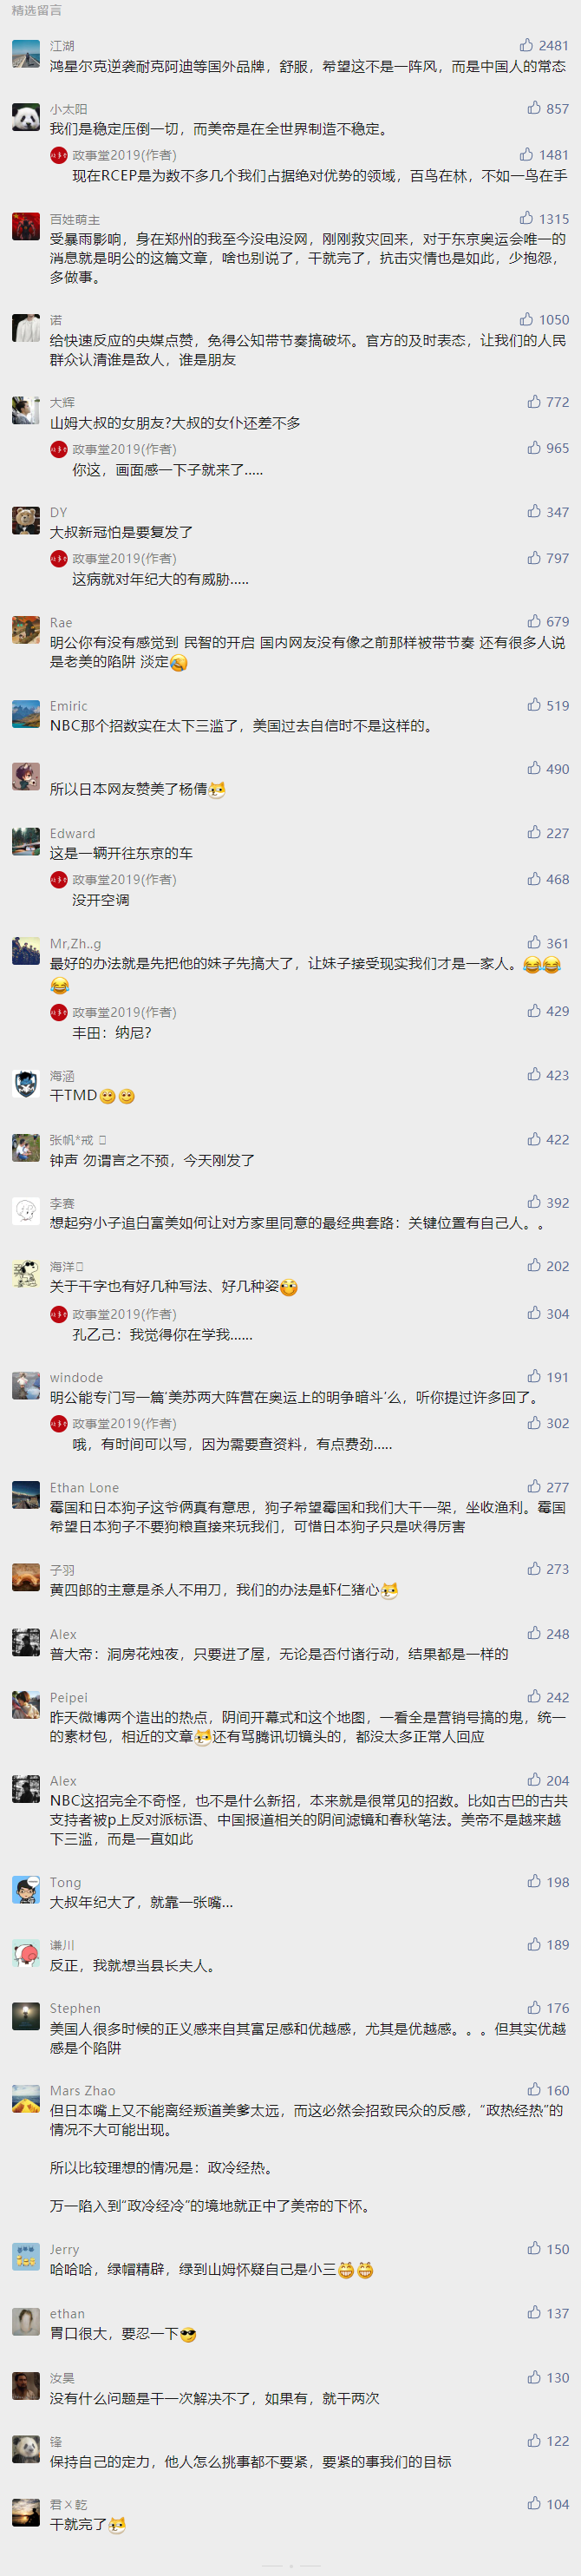 精选留言
江湖 2481
鸿星尔克逆袭耐克阿迪等国外品牌，舒服，希望这不是一阵风，而是中国人的常态
小太阳 857
我们是稳定压倒一切，而美帝是在全世界制造不稳定。
政事堂2019(作者) 1481
现在RCEP是为数不多几个我们占据绝对优势的领域，百鸟在林，不如一鸟在手
百姓萌主 1315
受暴雨影响，身在郑州的我至今没电没网，刚刚救灾回来，对于东京奥运会唯一的
消息就是明公的这篇文章，啥也别说了，干就完了，抗击灾情也是如此，少抱怨，
多做事。
诺 1050
给快速反应的央媒点赞，免得公知带节奏搞破坏。官方的及时表态，让我们的人民
群众认清谁是敌人，谁是朋友
大辉 772
山姆大叔的女朋友?大叔的女仆还差不多
政事堂2019(作者) 965
你这，画面感一下子就来了.....
DY 347
大叔新冠怕是要复发了
政事堂2019(作者) 797
这病就对年纪大的有威胁.....
Rae 679
明公你有没有感觉到 民智的开启 国内网友没有像之前那样被带节奏 还有很多人说
是老美的陷阱 淡定
Emiric 519
NBC那个招数实在太下三滥了，美国过去自信时不是这样的。
490
所以日本网友赞美了杨倩
Edward 227
这是一辆开往东京的车
政事堂2019(作者) 468
没开空调
Mr,Zh..g 361
最好的办法就是先把他的妹子先搞大了，让妹子接受现实我们才是一家人。😂😂
😂
政事堂2019(作者) 429
丰田：纳尼?
海涵 423
干TMD😊😊
张帆*戒 422
钟声 勿谓言之不预，今天刚发了
李赛 392
想起穷小子追白富美如何让对方家里同意的最经典套路：关键位置有自己人。。
海洋 202
关于干字也有好几种写法、好几种姿
政事堂2019(作者) 304
孔乙己：我觉得你在学我......
windode 191
明公能专门写一篇‘美苏两大阵营在奥运上的明争暗斗’么，听你提过许多回了。
政事堂2019(作者) 302
哦，有时间可以写，因为需要查资料，有点费劲.....
Ethan Lone 277
霉国和日本狗子这爷俩真有意思，狗子希望霉国和我们大干一架，坐收渔利。霉国
希望日本狗子不要狗粮直接来玩我们，可惜日本狗子只是吠得厉害
子羽 273
黄四郎的主意是杀人不用刀，我们的办法是虾仁猪心
Alex 248
普大帝：洞房花烛夜，只要进了屋，无论是否付诸行动，结果都是一样的
Peipei 242
昨天微博两个造出的热点，阴间开幕式和这个地图，一看全是营销号搞的鬼，统一
的素材包，相近的文章还有骂腾讯切镜头的，都没太多正常人回应
Alex 204
NBC这招完全不奇怪，也不是什么新招，本来就是很常见的招数。比如古巴的古共
支持者被p上反对派标语、中国报道相关的阴间滤镜和春秋笔法。美帝不是越来越
下三滥，而是一直如此
Tong 198
大叔年纪大了，就靠一张嘴...
谦川 189
反正，我就想当县长夫人。
Stephen 176
美国人很多时候的正义感来自其富足感和优越感，尤其是优越感。。。但其实优越
感是个陷阱
Mars Zhao 160
但日本嘴上又不能离经叛道美爹太远，而这必然会招致民众的反感，“政热经热”的
情况不大可能出现。
所以比较理想的情况是：政冷经热。
万一陷入到“政冷经冷”的境地就正中了美帝的下怀。
Jerry 150
哈哈哈，绿帽精辟，绿到山姆怀疑自己是小三😁😁
ethan 137
胃口很大，要忍一下😎
汝昊 130
没有什么问题是干一次解决不了，如果有，就干两次
锋 122
保持自己的定力，他人怎么挑事都不要紧，要紧的事我们的目标
君㐅乾 104
干就完了